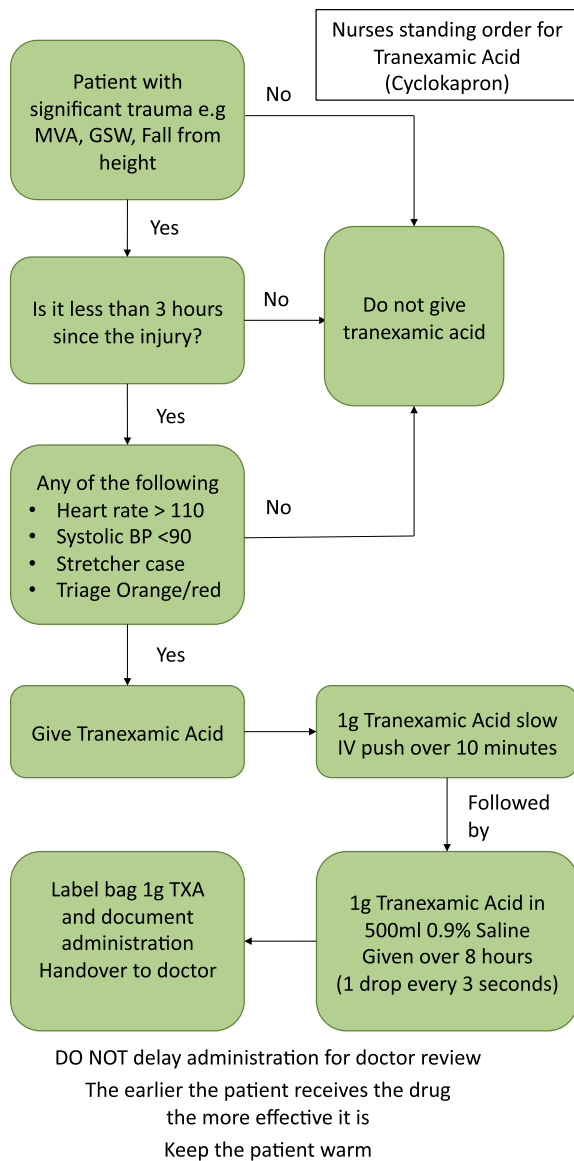 Nurses standing order for
Tranexamic Acid
(Cyclokapron)
Patient with
significant trauma e.g
MVA, GSW, Fall from
height
No
Yes
Is it less than 3 hours
since the injury?
No
Do not give
tranexamic acid
Yes
Any of the following
• Heart rate > 110
• Systolic BP <90
• Stretcher case
• Triage Orange/red
No
Yes
Give Tranexamic Acid
1g Tranexamic Acid slow
IV push over 10 minutes
Followed
by
1g Tranexamic Acid in
500ml 0.9% Saline
Given over 8 hours
(1 drop every 3 seconds)
Label bag 1g TXA
and document
administration
Handover to doctor
DO NOT delay administration for doctor review
The earlier the patient receives the drug
the more effective it is
Keep the patient warm